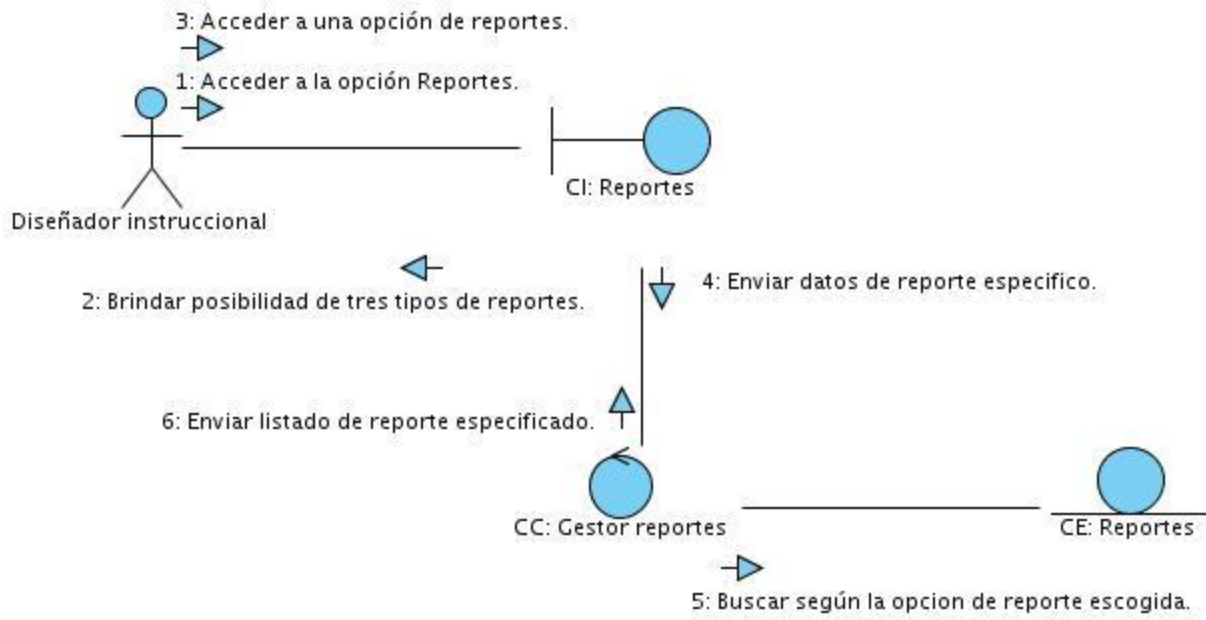 3: Acceder a una opción de reportes.
1: Acceder a la opción Reportes.
CI: Reportes
Diseñador instruccional
4: Enviar datos de reporte especifico.
2: Brindar posibilidad de tres tipos de reportes.
6: Enviar listado de reporte especificado.
CC: Gestor reportes
CE: Reportes
5: Buscar según la opcion de reporte escogida.